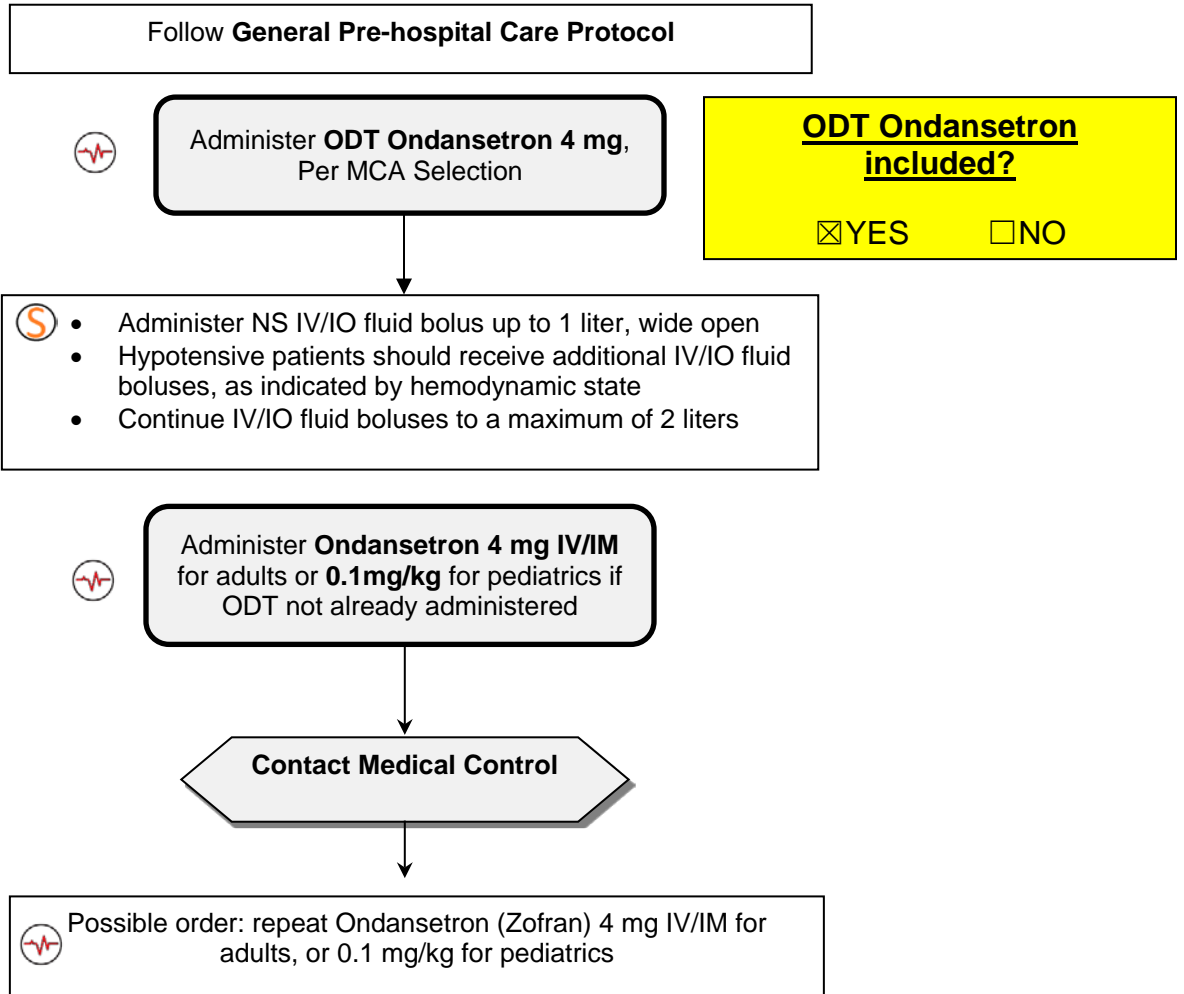 Follow General Pre-hospital Care Protocol
Administer ODT Ondansetron 4 mg,
Per MCA Selection
ODT Ondansetron
included?
☒YES ☐NO
S
• Administer NS IV/IO fluid bolus up to 1 liter, wide open
• Hypotensive patients should receive additional IV/IO fluid
boluses, as indicated by hemodynamic state
• Continue IV/IO fluid boluses to a maximum of 2 liters
Administer Ondansetron 4 mg IV/IM
for adults or 0.1mg/kg for pediatrics if
ODT not already administered
Contact Medical Control
Possible order: repeat Ondansetron (Zofran) 4 mg IV/IM for
adults, or 0.1 mg/kg for pediatrics